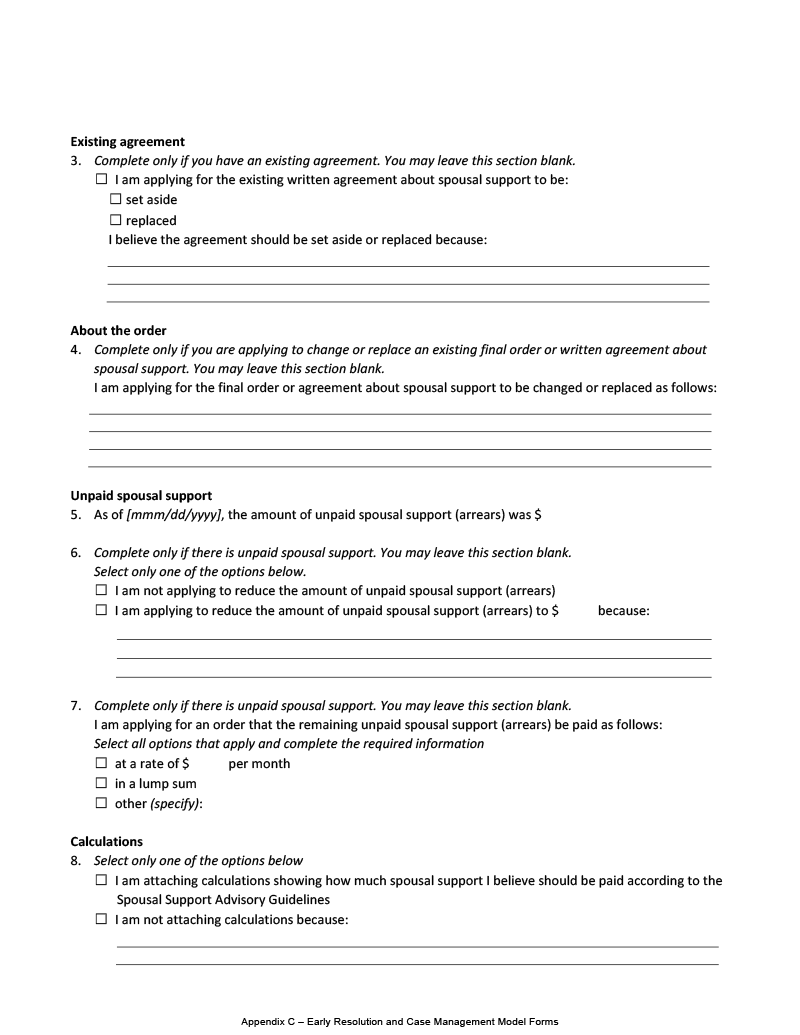 Existing agreement
3. Complete only if you have an existing agreement. You may leave this section blank.
☐ I am applying for the existing written agreement about spousal support to be:
☐ set aside
☐ replaced
I believe the agreement should be set aside or replaced because:
About the order
4. Complete only if you are applying to change or replace an existing final order or written agreement about
spousal support. You may leave this section blank.
I am applying for the final order or agreement about spousal support to be changed or replaced as follows:
Unpaid spousal support
5. As of [mmm/dd/yyyy], the amount of unpaid spousal support (arrears) was $
6. Complete only if there is unpaid spousal support. You may leave this section blank.
Select only one of the options below.
☐ I am not applying to reduce the amount of unpaid spousal support (arrears)
☐ I am applying to reduce the amount of unpaid spousal support (arrears) to $ because:
7. Complete only if there is unpaid spousal support. You may leave this section blank.
I am applying for an order that the remaining unpaid spousal support (arrears) be paid as follows:
Select all options that apply and complete the required information
☐ at a rate of $ per month
☐ in a lump sum
☐ other (specify):
Calculations
8. Select only one of the options below
☐ I am attaching calculations showing how much spousal support I believe should be paid according to the
Spousal Support Advisory Guidelines
☐ I am not attaching calculations because:
Appendix C – Early Resolution and Case Management Model Forms